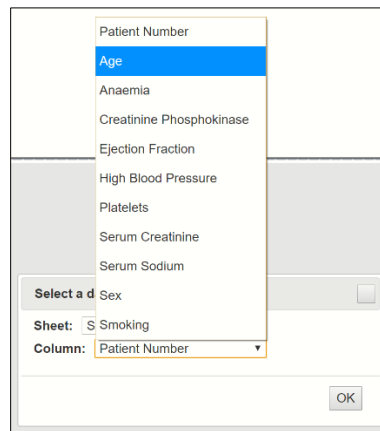 Patient Number
Age
Anaemia
Creatinine Phosphokinase
Ejection Fraction
High Blood Pressure
Platelets
Serum Creatinine
Serum Sodium
Select a d
Sex
Sheet: S
Smoking
Column: Patient Number
OK